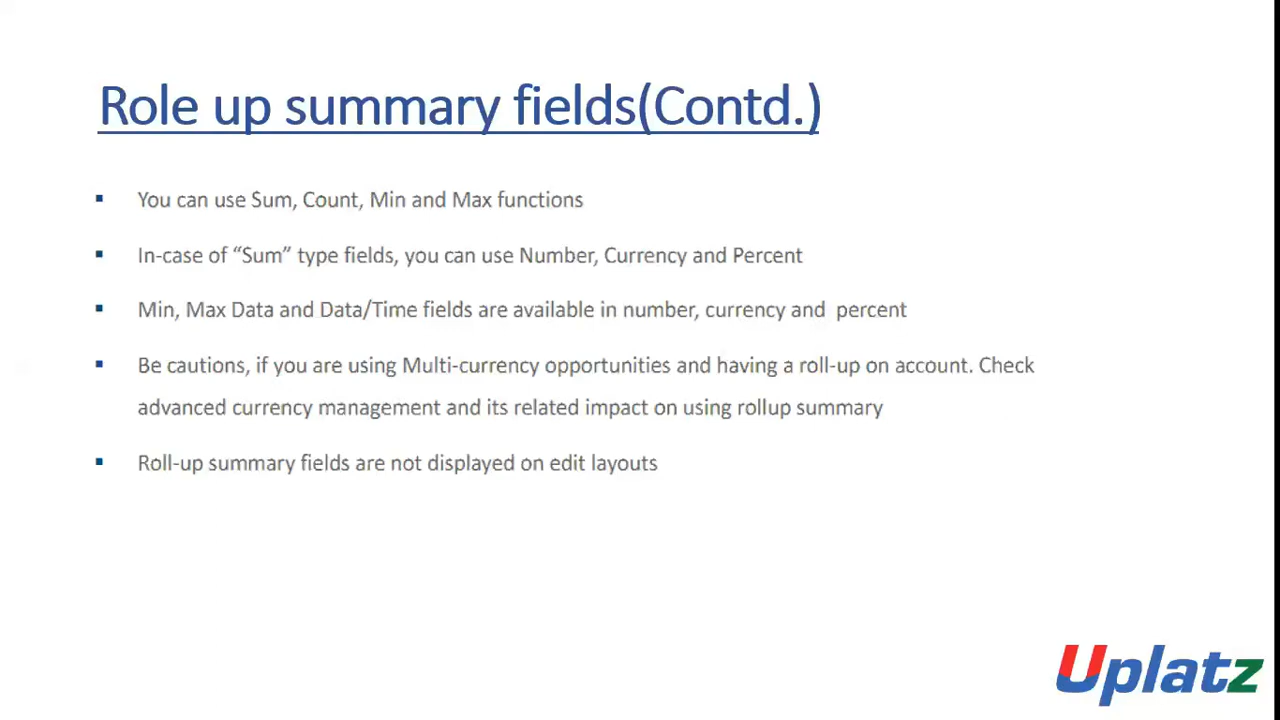 Role up summary fields(Contd.)
You can use Sum, Count, Min and Max functions
In-case of “Sum” type fields, you can use Number, Currency and Percent
Min, Max Data and Data/Time fields are available in number, currency and percent
Be cautions, if you are using Multi-currency opportunities and having a roll-up on account. Check
advanced currency management and its related impact on using rollup summary
Roll-up summary fields are not displayed on edit layouts
Uplatz